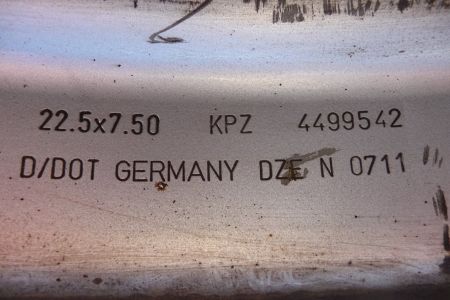 22.5x7.50 KPZ 4499542
D/DOT GERMANY DZE N 0711